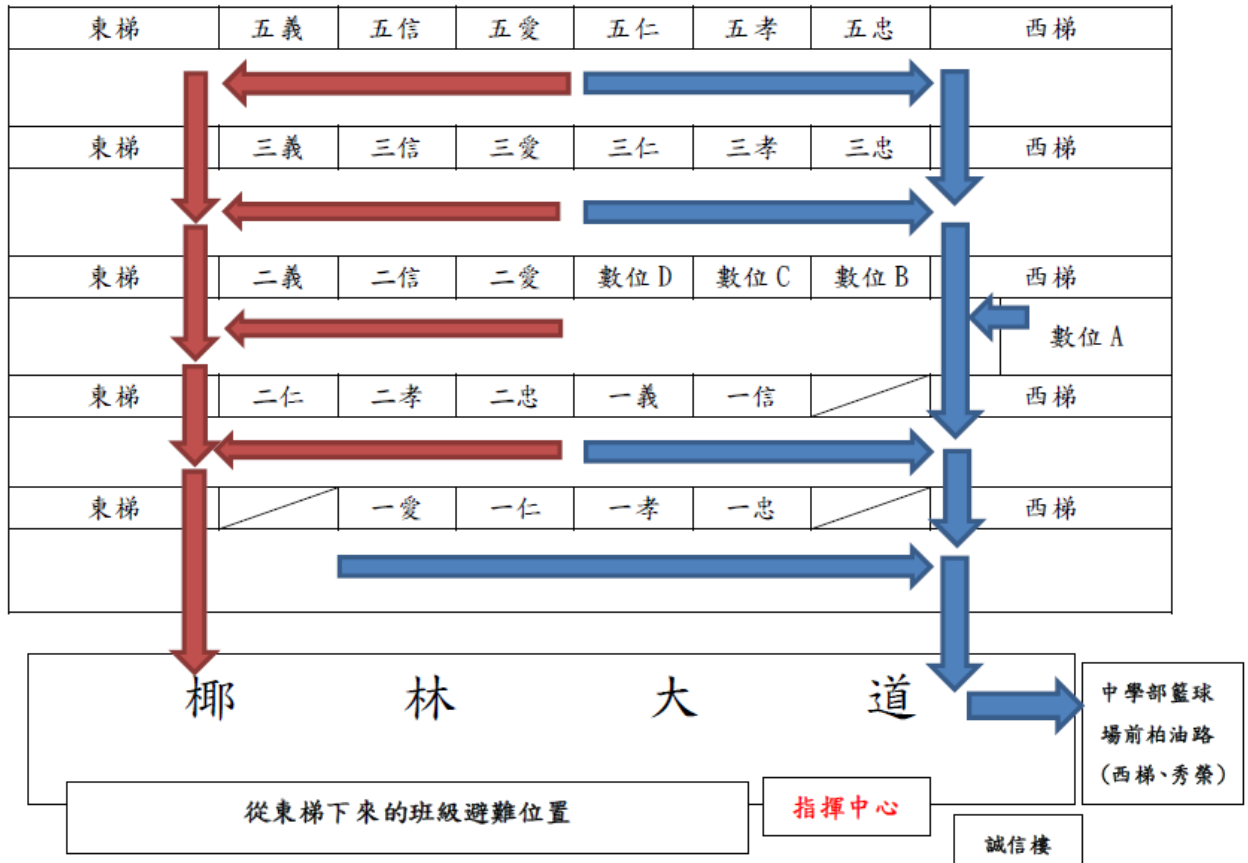 東梯 五義 五信 五愛 五仁 五孝 五忠 西梯
東梯 三義 三信 三愛 三仁 三孝 三忠 西梯
東梯 二義 二信 二愛 數位 D 數位 C 數位 B 西梯
數位 A
東梯 二仁 二孝 二忠 一義 一信 西梯
東梯 一愛 一仁 一孝 一忠 西梯
椰 林 大 道
中學部籃球
場前柏油路
(西梯、秀榮)
從東梯下來的班級避難位置
指揮中心
誠信樓